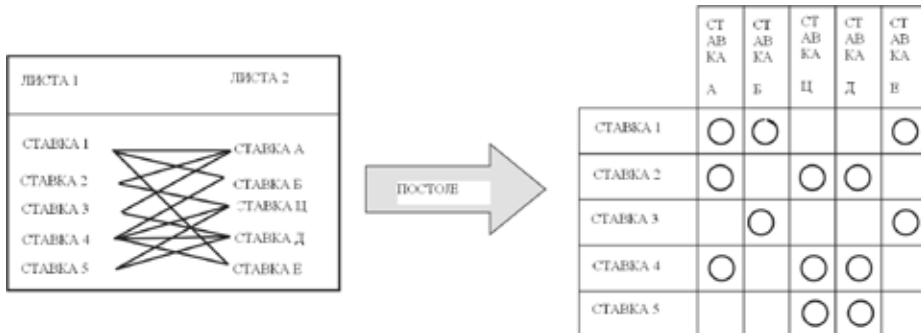 ЛИСТА 1 ЛИСТА 2
СТАВКА 1 СТАВКА А
СТАВКА 2 СТАВКА Б
СТАВКА 3 СТАВКА Ц
СТАВКА 4 СТАВКА Д
СТАВКА 5 СТАВКА Е
ПОСТОЈЕ
СТ СТ СТ СТ СТ
АВ АВ АВ АВ АВ
КА КА КА КА КА
А Б Ц Д Е
СТАВКА 1
СТАВКА 2
СТАВКА 3
СТАВКА 4
СТАВКА 5